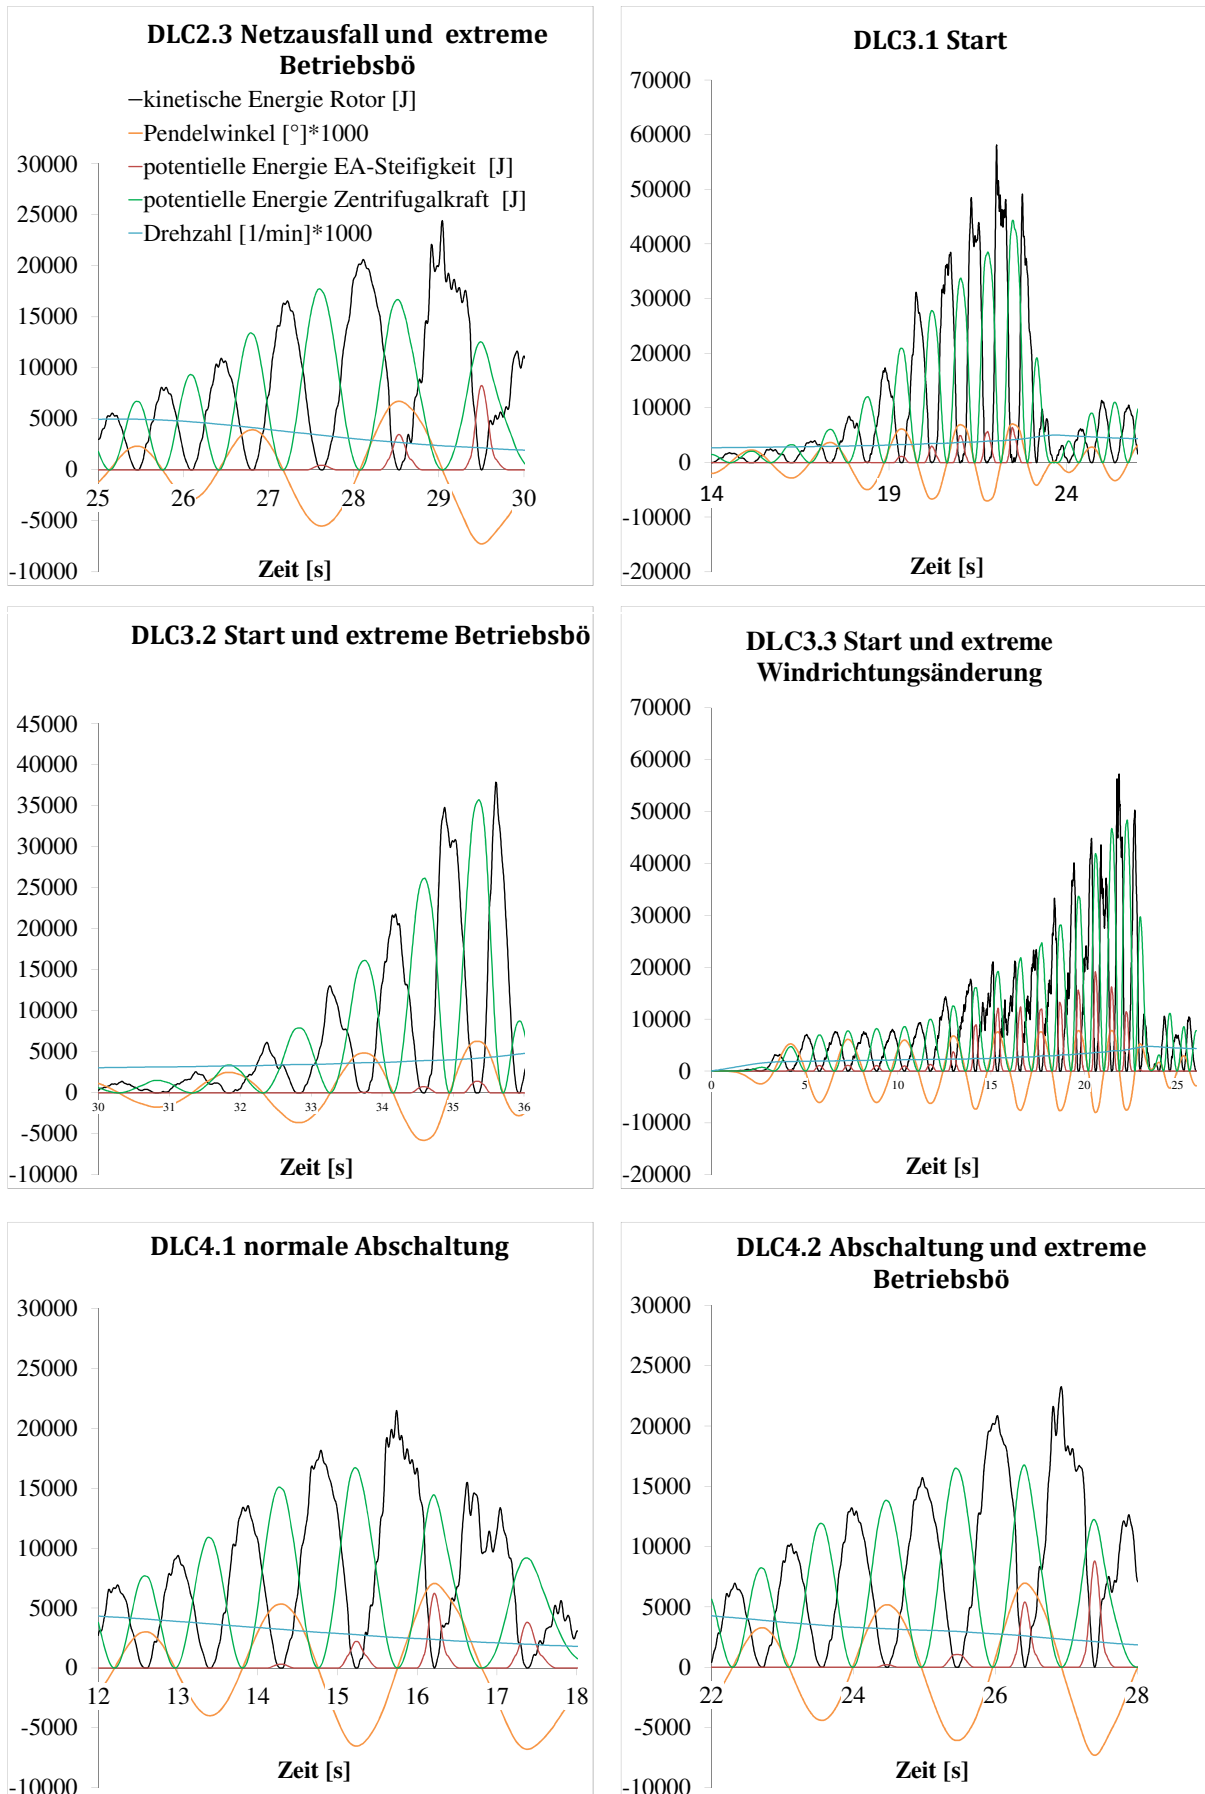 DLC2.3 Netzausfall und  extreme
Betriebsbö
kinetische Energie Rotor [J]
Pendelwinkel [°]*1000
potentielle Energie EA-Steifigkeit  [J]
potentielle Energie Zentrifugalkraft  [J]
Drehzahl [1/min]*1000
30000
25000
20000
15000
10000
5000
0
-5000
-10000
25 26 27 28 29 30
Zeit [s]
DLC3.1 Start
70000
60000
50000
40000
30000
20000
10000
0
-10000
-20000
14 19 24
Zeit [s]
DLC3.2 Start und extreme Betriebsbö
45000
40000
35000
30000
25000
20000
15000
10000
5000
0
-5000
-10000
30 31 32 33 34 35 36
Zeit [s]
DLC3.3 Start und extreme
Windrichtungsänderung
70000
60000
50000
40000
30000
20000
10000
0
-10000
-20000
0 5 10 15 20 25
Zeit [s]
DLC4.1 normale Abschaltung
30000
25000
20000
15000
10000
5000
0
-5000
-10000
12 13 14 15 16 17 18
Zeit [s]
DLC4.2 Abschaltung und extreme
Betriebsbö
30000
25000
20000
15000
10000
5000
0
-5000
-10000
22 24 26 28
Zeit [s]